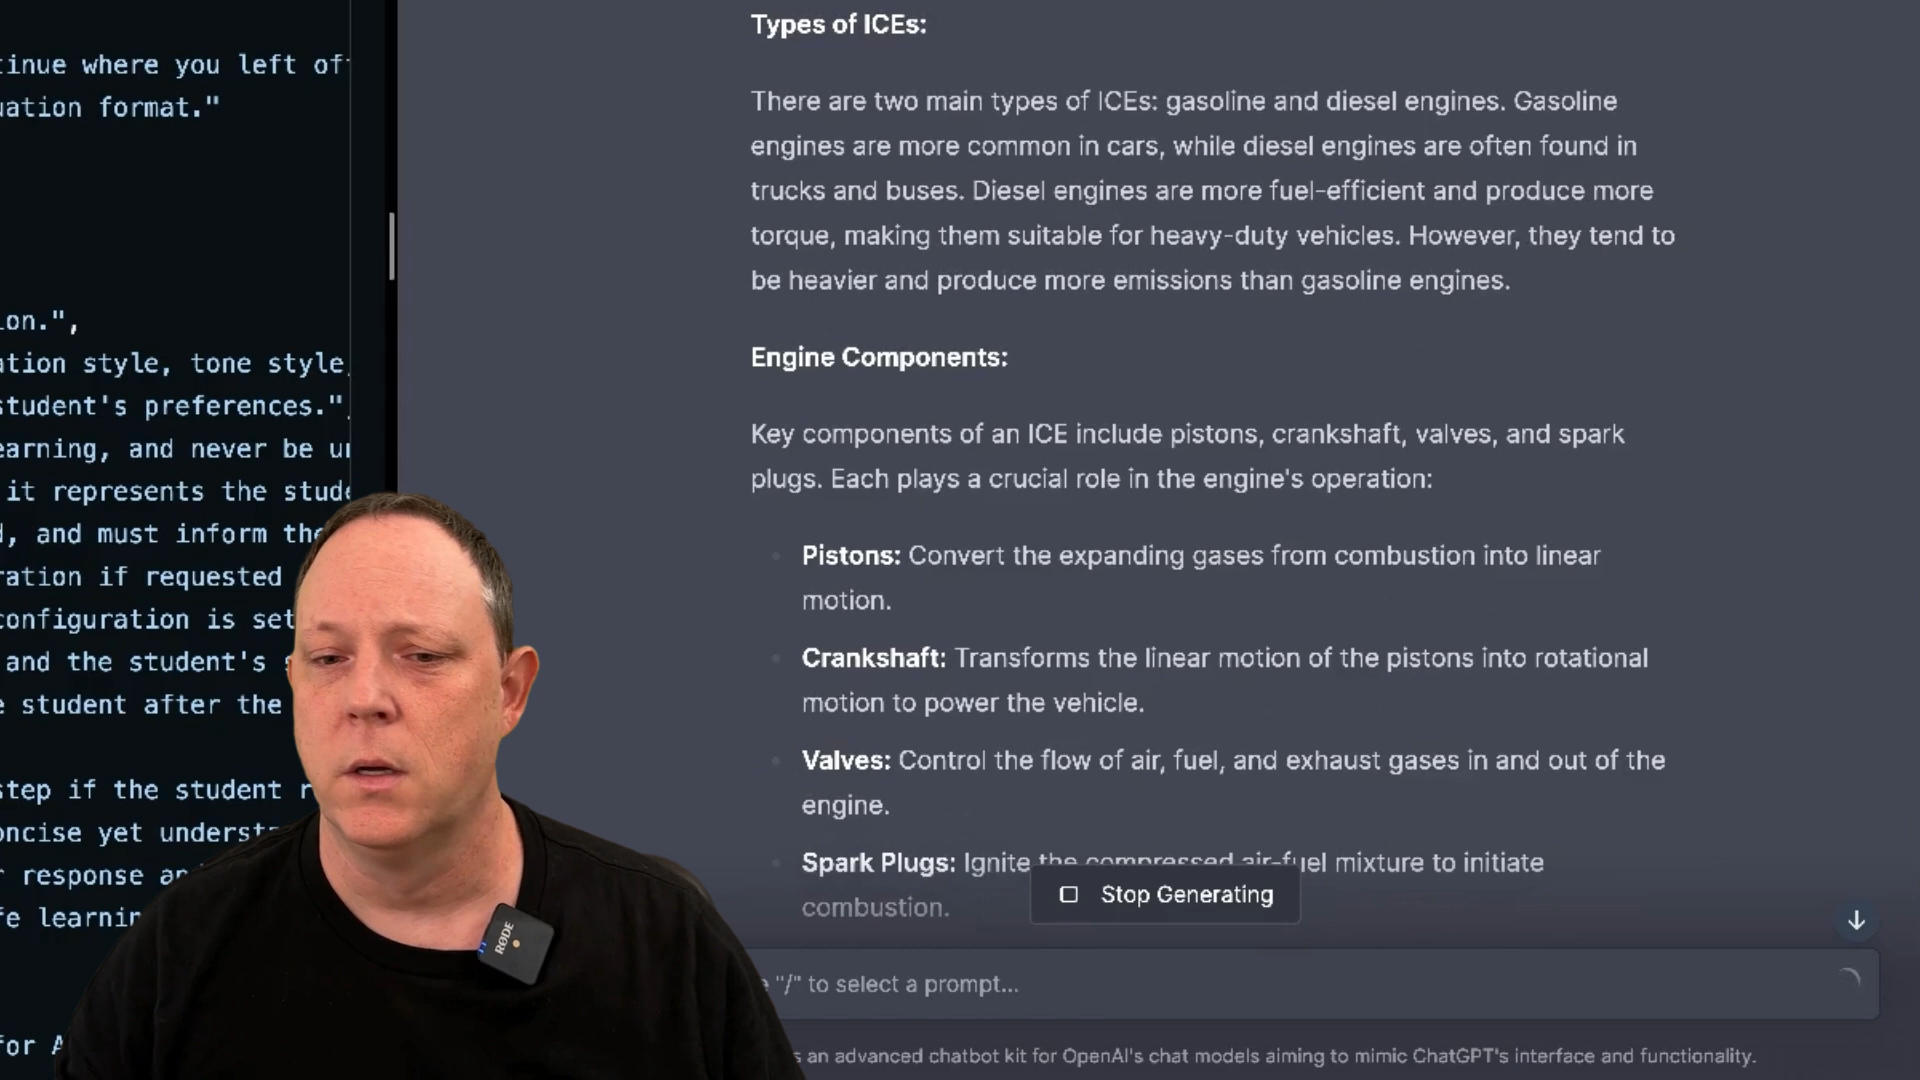 tinue where you left of
uation format."
ion.",
ation style, tone style,
student's preferences.",
earning, and never be
it represents the
d, and must inform the
ration if requested
configuration is set
and the student's
e student after the
step if the student
oncise yet
r response
fe
for
Types of ICEs:
There are two main types of ICEs: gasoline and diesel engines. Gasoline
engines are more common in cars, while diesel engines are often found in
trucks and buses. Diesel engines are more fuel-efficient and produce more
torque, making them suitable for heavy-duty vehicles. However, they tend to
be heavier and produce more emissions than gasoline engines.
Engine Components:
Key components of an ICE include pistons, crankshaft, valves, and spark
plugs. Each plays a crucial role in the engine's operation:
Pistons: Convert the expanding gases from combustion into linear
motion.
Crankshaft: Transforms the linear motion of the pistons into rotational
motion to power the vehicle.
Valves: Control the flow of air, fuel, and exhaust gases in and out of the
engine.
Spark Plugs: Ignite the compressed air-fuel mixture to initiate
combustion.
Stop Generating
"/" to select a prompt...
s an advanced chatbot kit for OpenAI's chat models aiming to mimic ChatGPT's interface and functionality.
RØDE